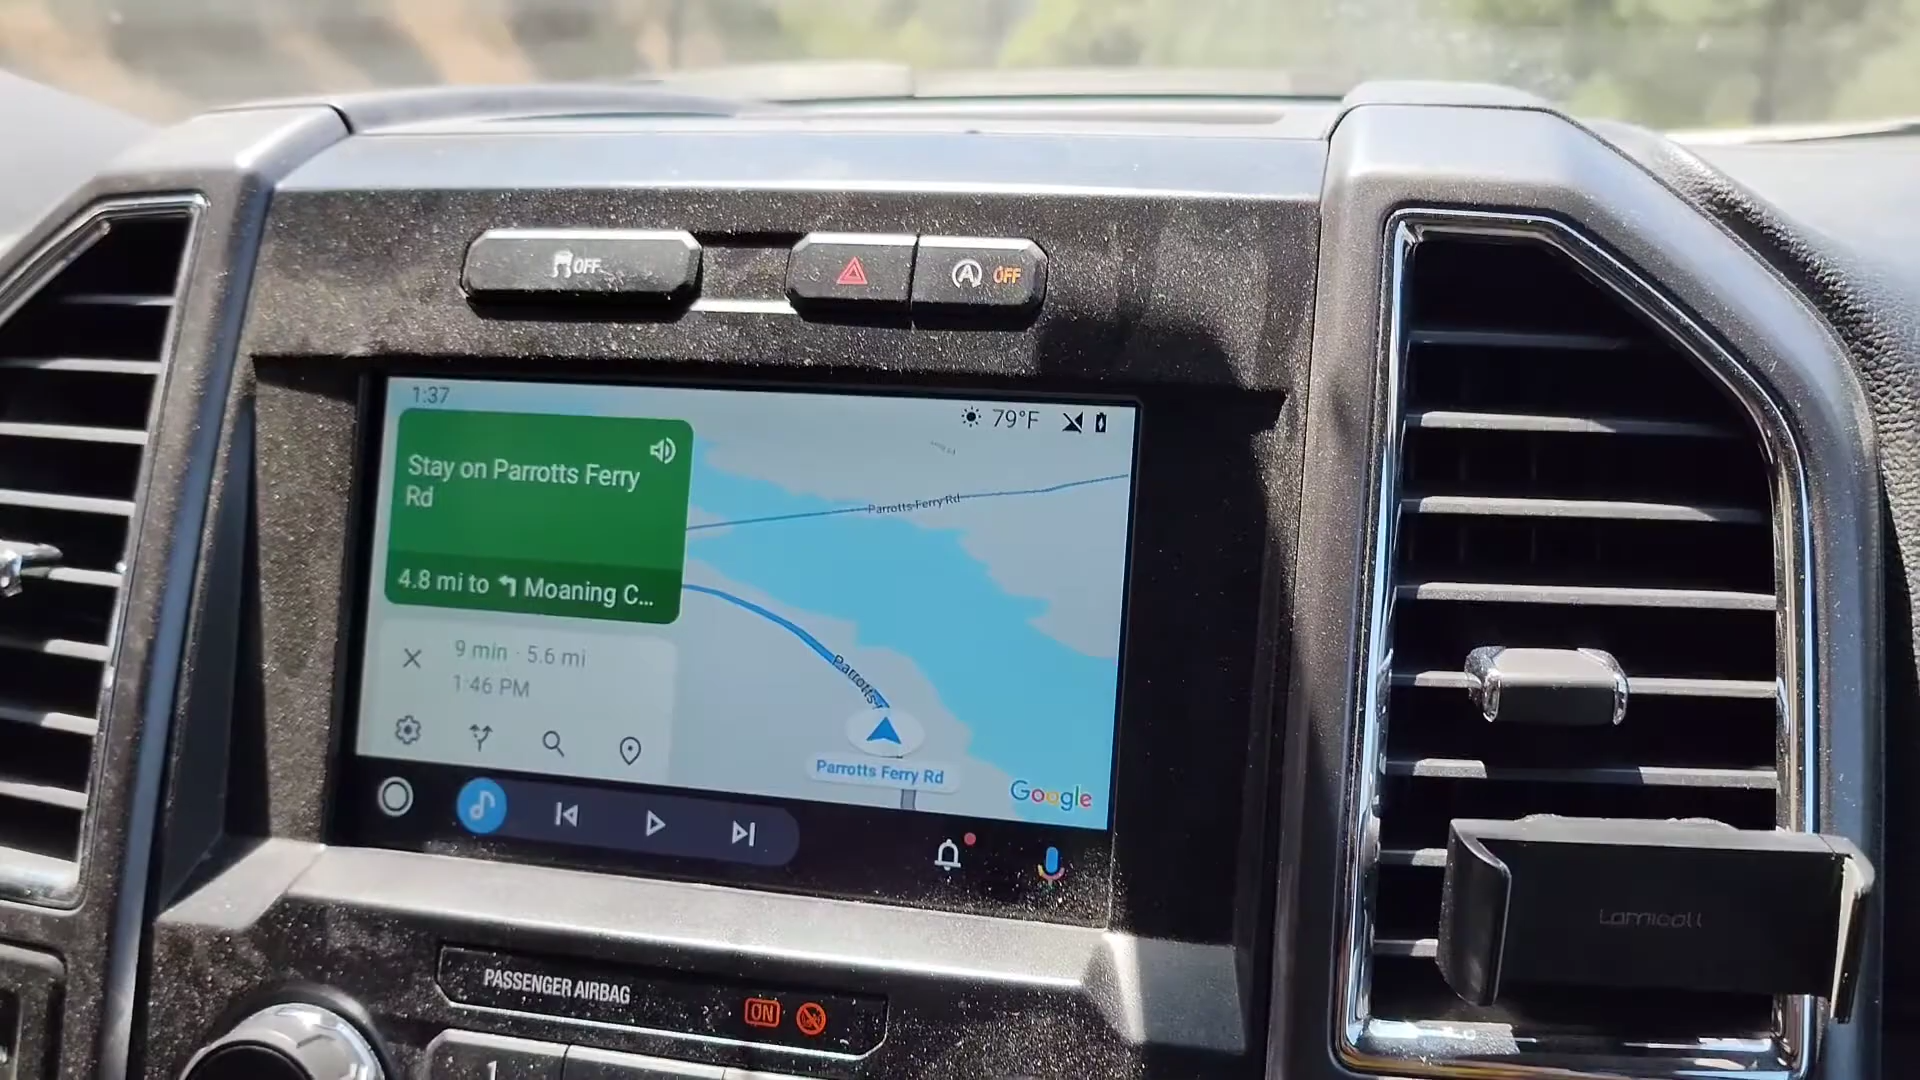 OFF
OFF
1:37
79°F
Stay on Parrotts Ferry
Rd
4.8 mi to Moaning C...
9 min · 5.6 mi
1:46 PM
Parrotts Ferry Rd
Parrotts
Parrotts Ferry Rd
Google
PASSENGER AIRBAG
ON
Lamicall
1